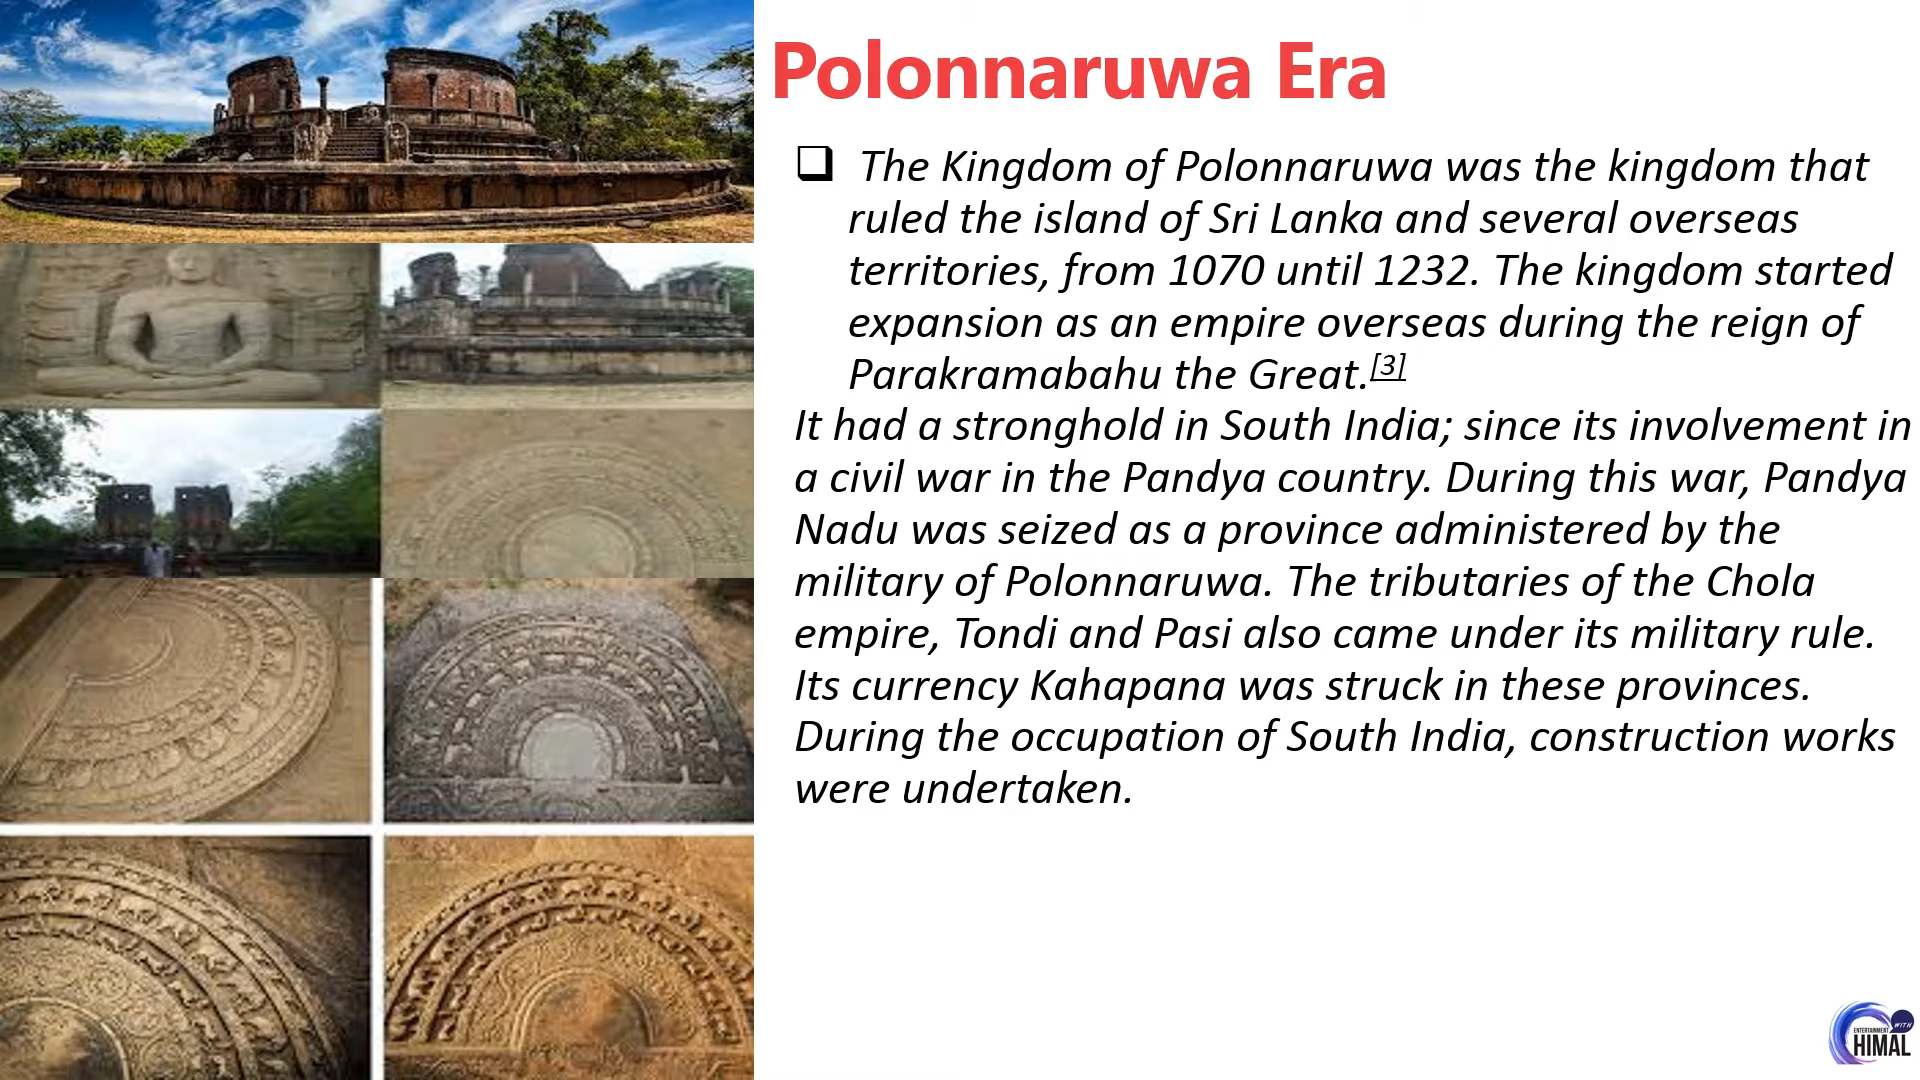 Polonnaruwa Era
❑ The Kingdom of Polonnaruwa was the kingdom that
ruled the island of Sri Lanka and several overseas
territories, from 1070 until 1232. The kingdom started
expansion as an empire overseas during the reign of
Parakramabahu the Great.[3]
It had a stronghold in South India; since its involvement in
a civil war in the Pandya country. During this war, Pandya
Nadu was seized as a province administered by the
military of Polonnaruwa. The tributaries of the Chola
empire, Tondi and Pasi also came under its military rule.
Its currency Kahapana was struck in these provinces.
During the occupation of South India, construction works
were undertaken.
ENTERTAINMENT WITH
HIMAL